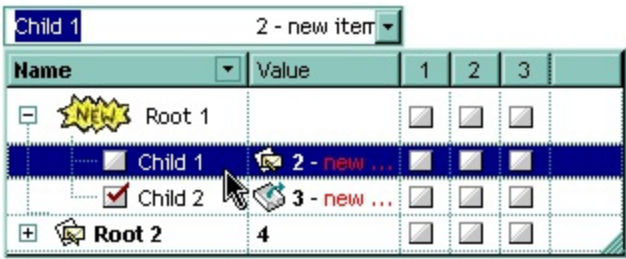 Child 1 2 - new item
Name Value 1 2 3
NEW Root 1
Child 1 2 - new ...
Child 2 3 - new ...
Root 2 4